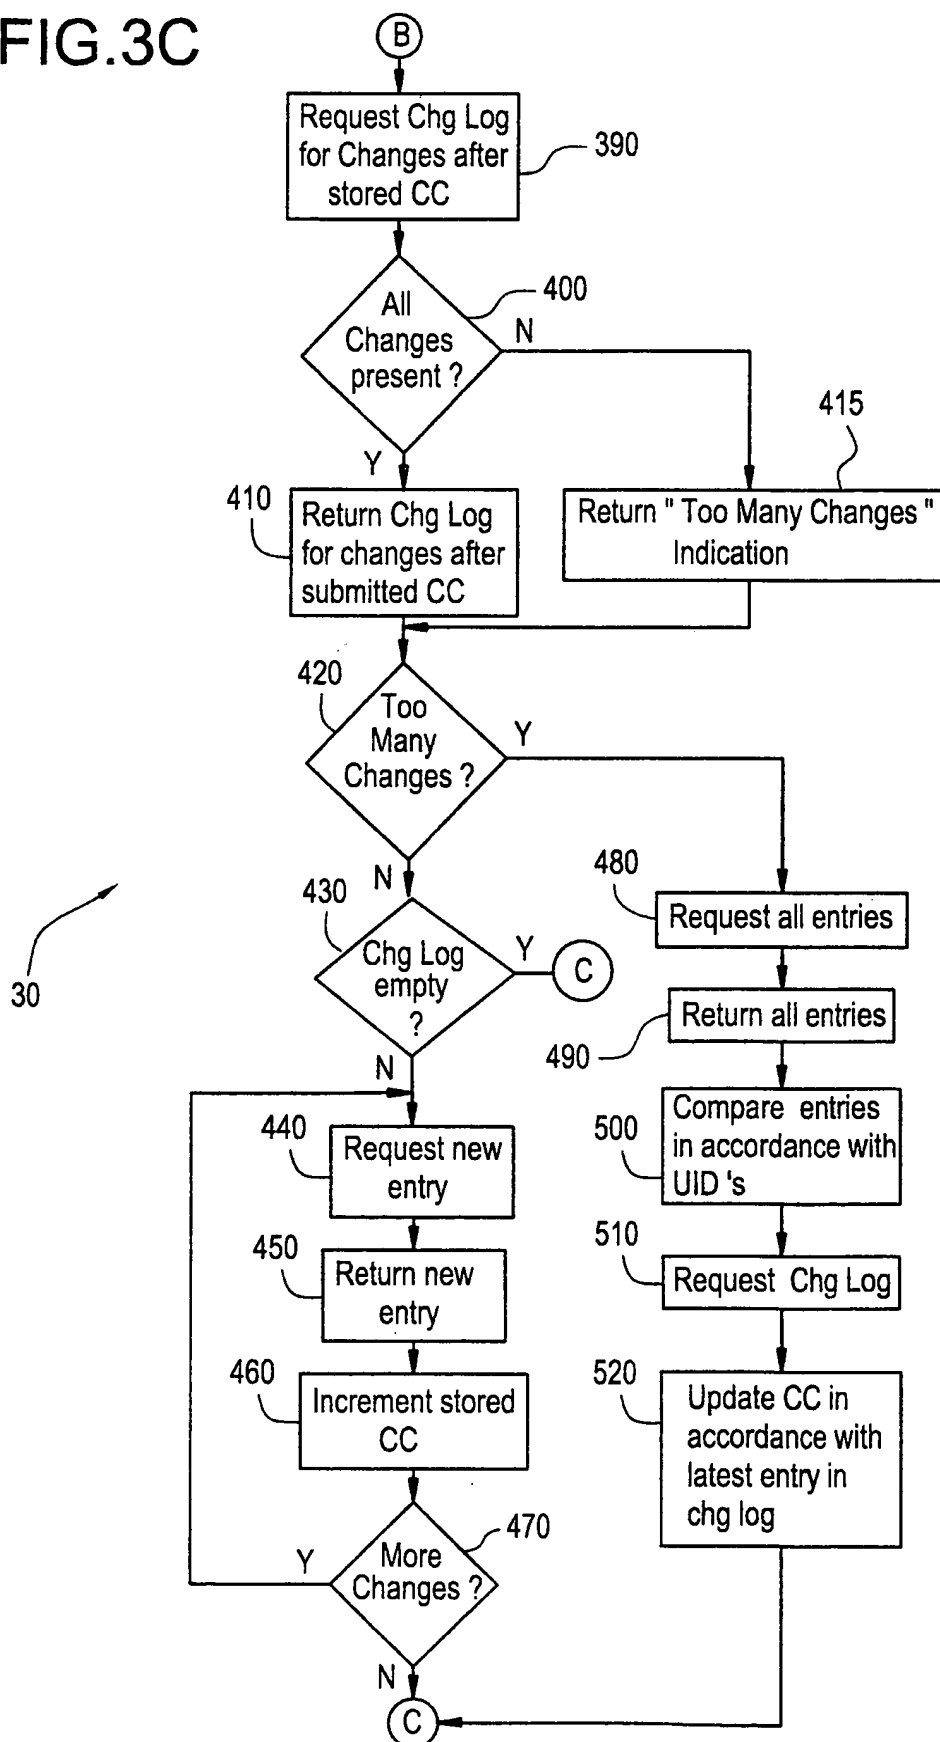 FIG.3C
B
Request Chg Log
for Changes after
stored CC
390
All
Changes
present ?
400
N
Y
415
410
Return Chg Log
for changes after
submitted CC
Return " Too Many Changes "
Indication
420
Too
Many
Changes ?
Y
N
430
Chg Log
empty
?
Y
C
N
30
480
Request all entries
Return all entries
490
440
Request new
entry
Compare entries
in accordance with
UID 's
500
450
Return new
entry
510
Request Chg Log
460
Increment stored
CC
520
Update CC in
accordance with
latest entry in
chg log
More
Changes ?
470
Y
N
C